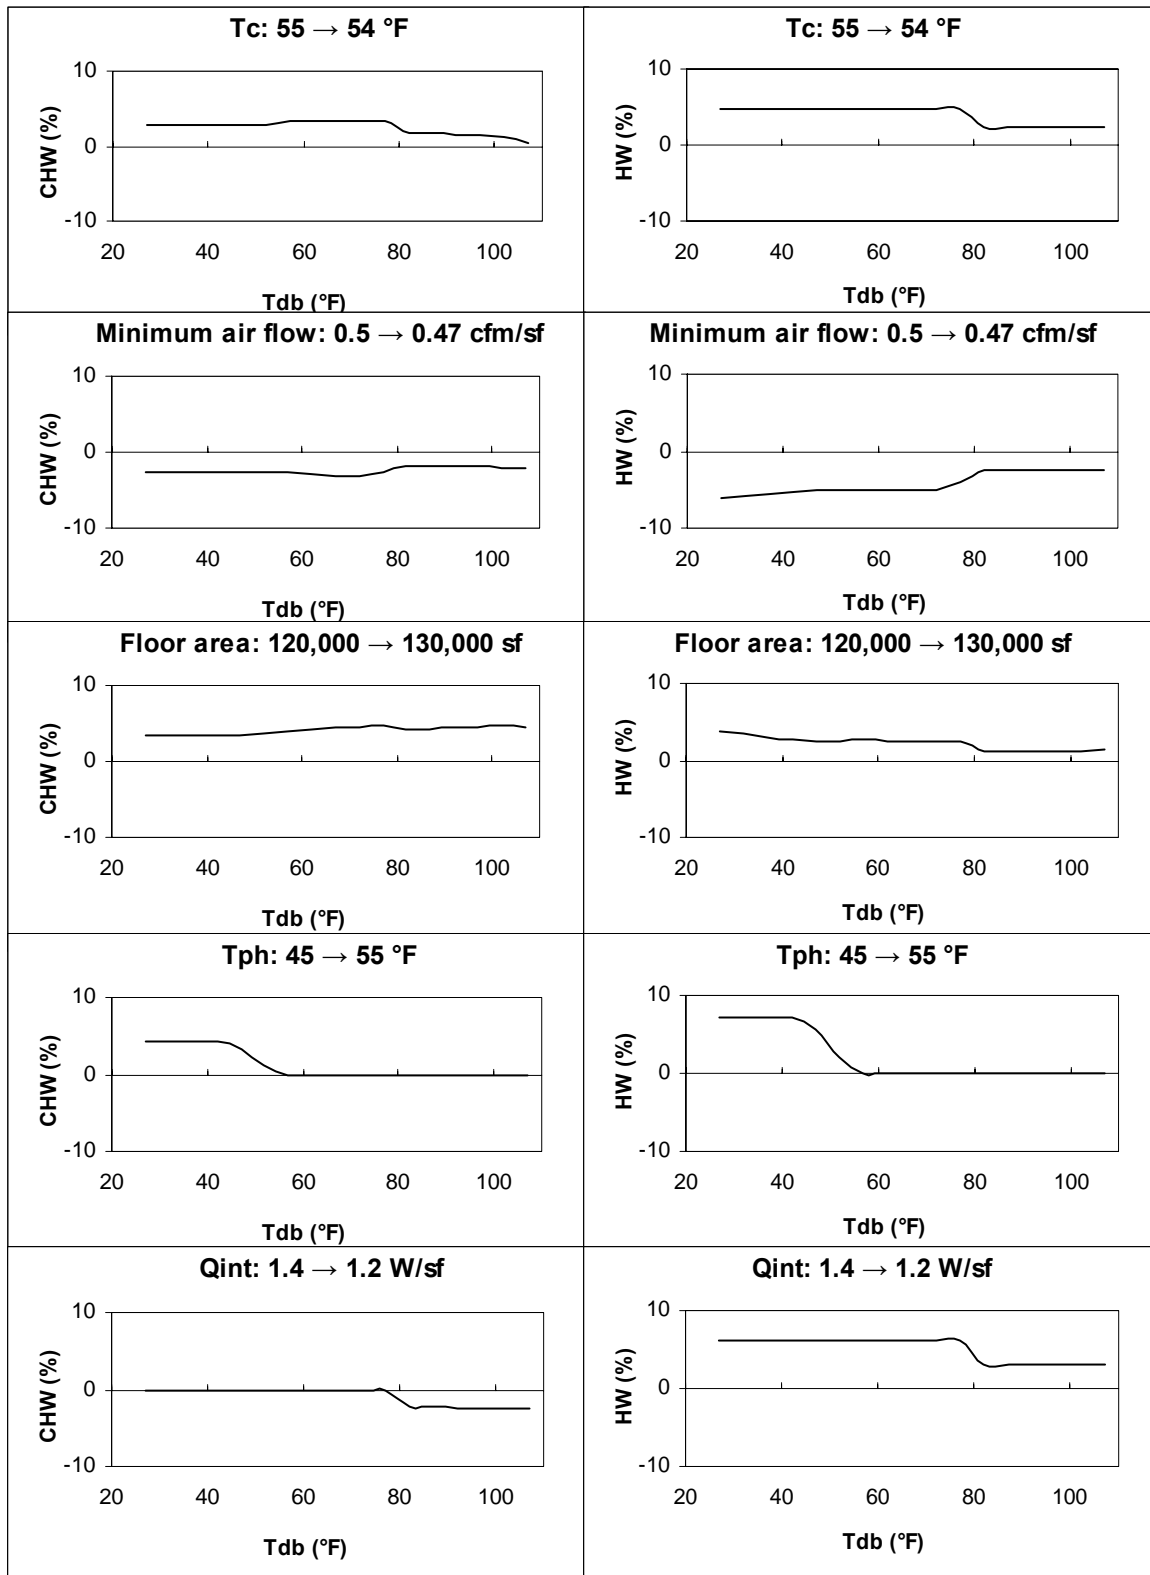 Tc: 55 → 54 °F
10
0
-10
CHW (%)
20 40 60 80 100
Tdb (°F)
Tc: 55 → 54 °F
10
0
-10
HW (%)
20 40 60 80 100
Tdb (°F)
Minimum air flow: 0.5 → 0.47 cfm/sf
10
0
-10
CHW (%)
20 40 60 80 100
Tdb (°F)
Minimum air flow: 0.5 → 0.47 cfm/sf
10
0
-10
HW (%)
20 40 60 80 100
Tdb (°F)
Floor area: 120,000 → 130,000 sf
10
0
-10
CHW (%)
20 40 60 80 100
Tdb (°F)
Floor area: 120,000 → 130,000 sf
10
0
-10
HW (%)
20 40 60 80 100
Tdb (°F)
Tph: 45 → 55 °F
10
0
-10
CHW (%)
20 40 60 80 100
Tdb (°F)
Tph: 45 → 55 °F
10
0
-10
HW (%)
20 40 60 80 100
Tdb (°F)
Qint: 1.4 → 1.2 W/sf
10
0
-10
CHW (%)
20 40 60 80 100
Tdb (°F)
Qint: 1.4 → 1.2 W/sf
10
0
-10
HW (%)
20 40 60 80 100
Tdb (°F)